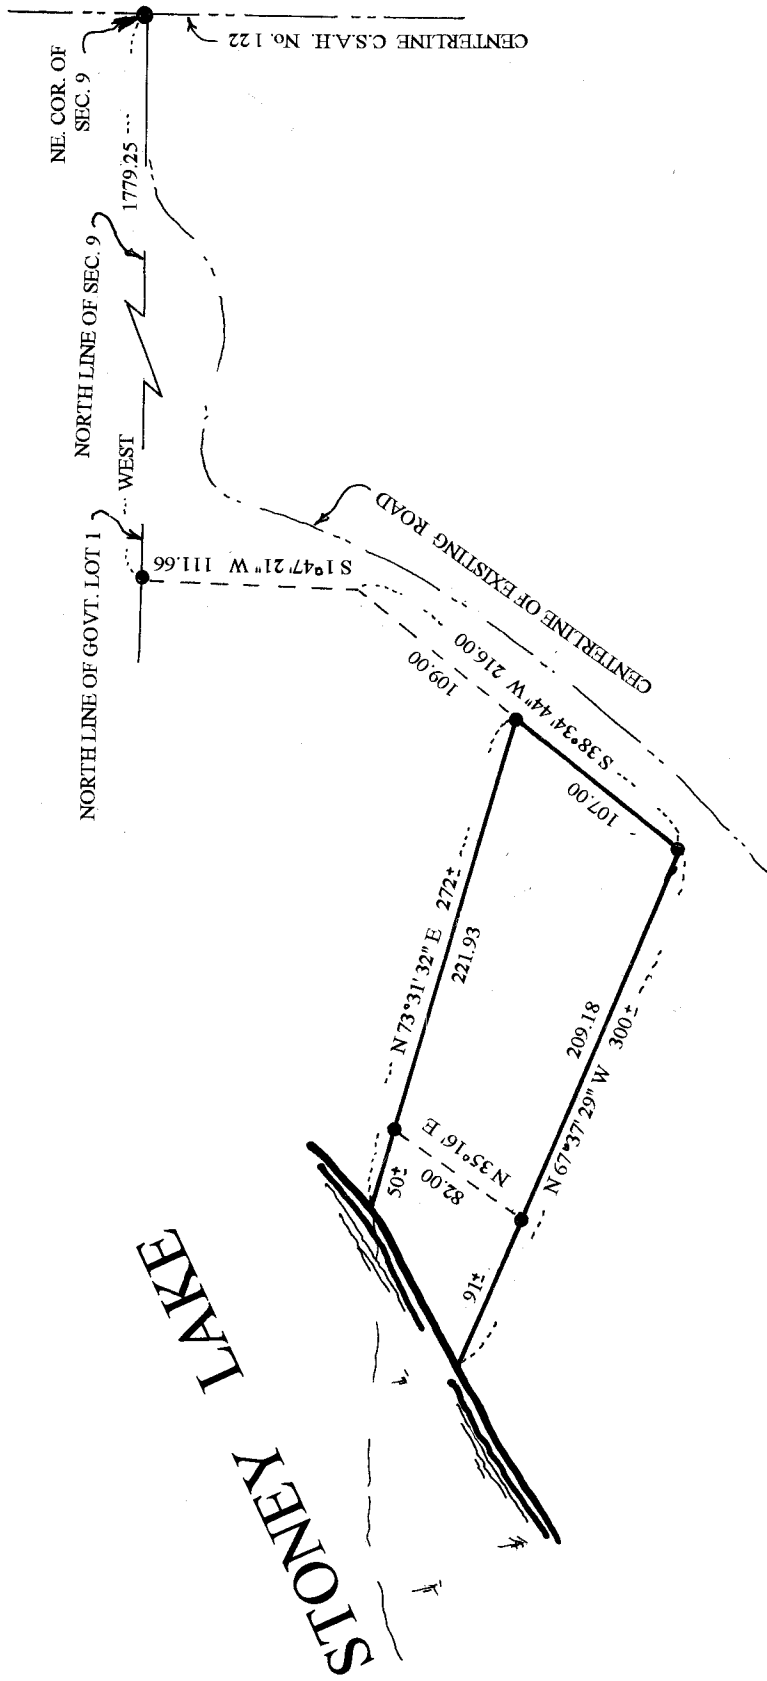 CENTERLINE C.S.A.H. No. 122
NE. COR. OF
SEC. 9
1779.25
NORTH LINE OF SEC. 9
WEST
NORTH LINE OF GOVT. LOT 1
S 1°47'21" W 111.66
CENTERLINE OF EXISTING ROAD
S 38°34'44" W 216.00
109.00
107.00
N 73°31'32" E 272±
221.93
50±
N 35°16' E
82.00
209.18
N 67°37'29" W 300±
91±
STONEY LAKE